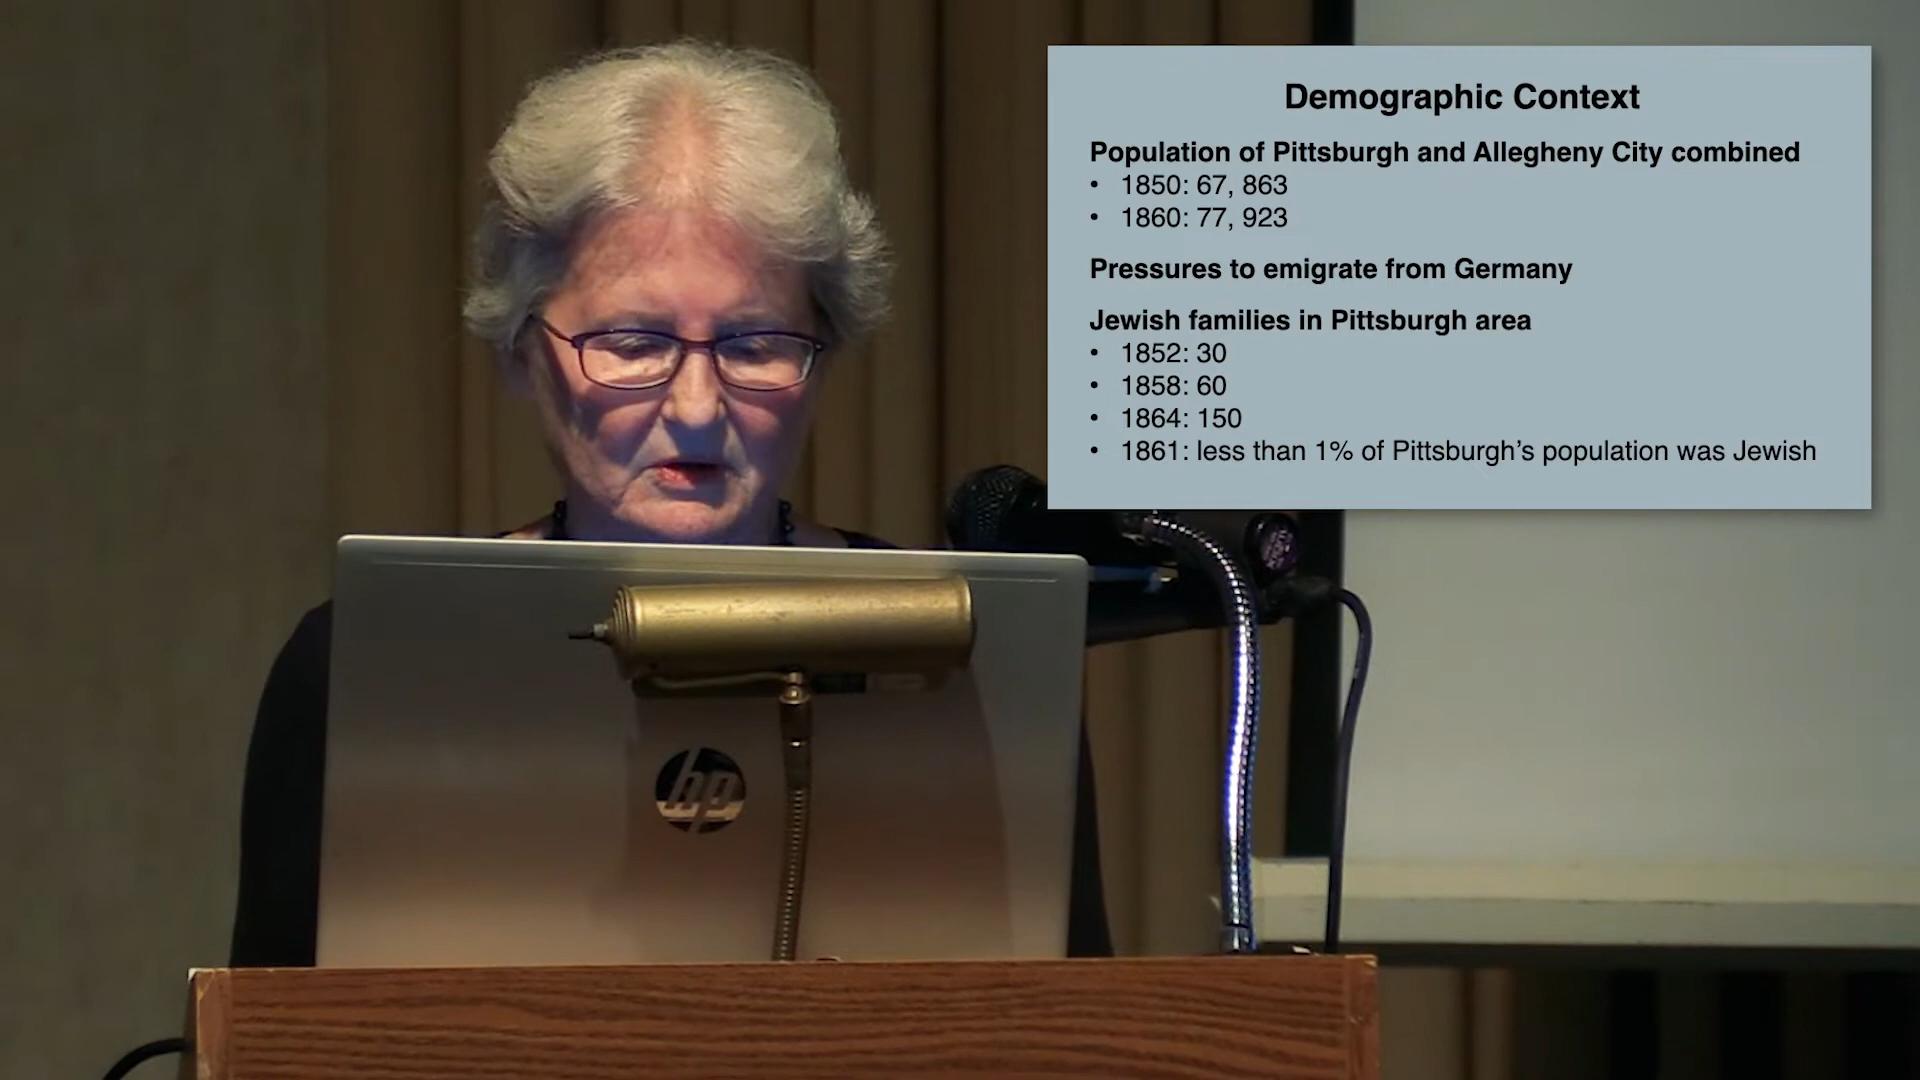 Demographic Context
Population of Pittsburgh and Allegheny City combined
• 1850: 67, 863
• 1860: 77, 923
Pressures to emigrate from Germany
Jewish families in Pittsburgh area
• 1852: 30
• 1858: 60
• 1864: 150
• 1861: less than 1% of Pittsburgh’s population was Jewish
hp